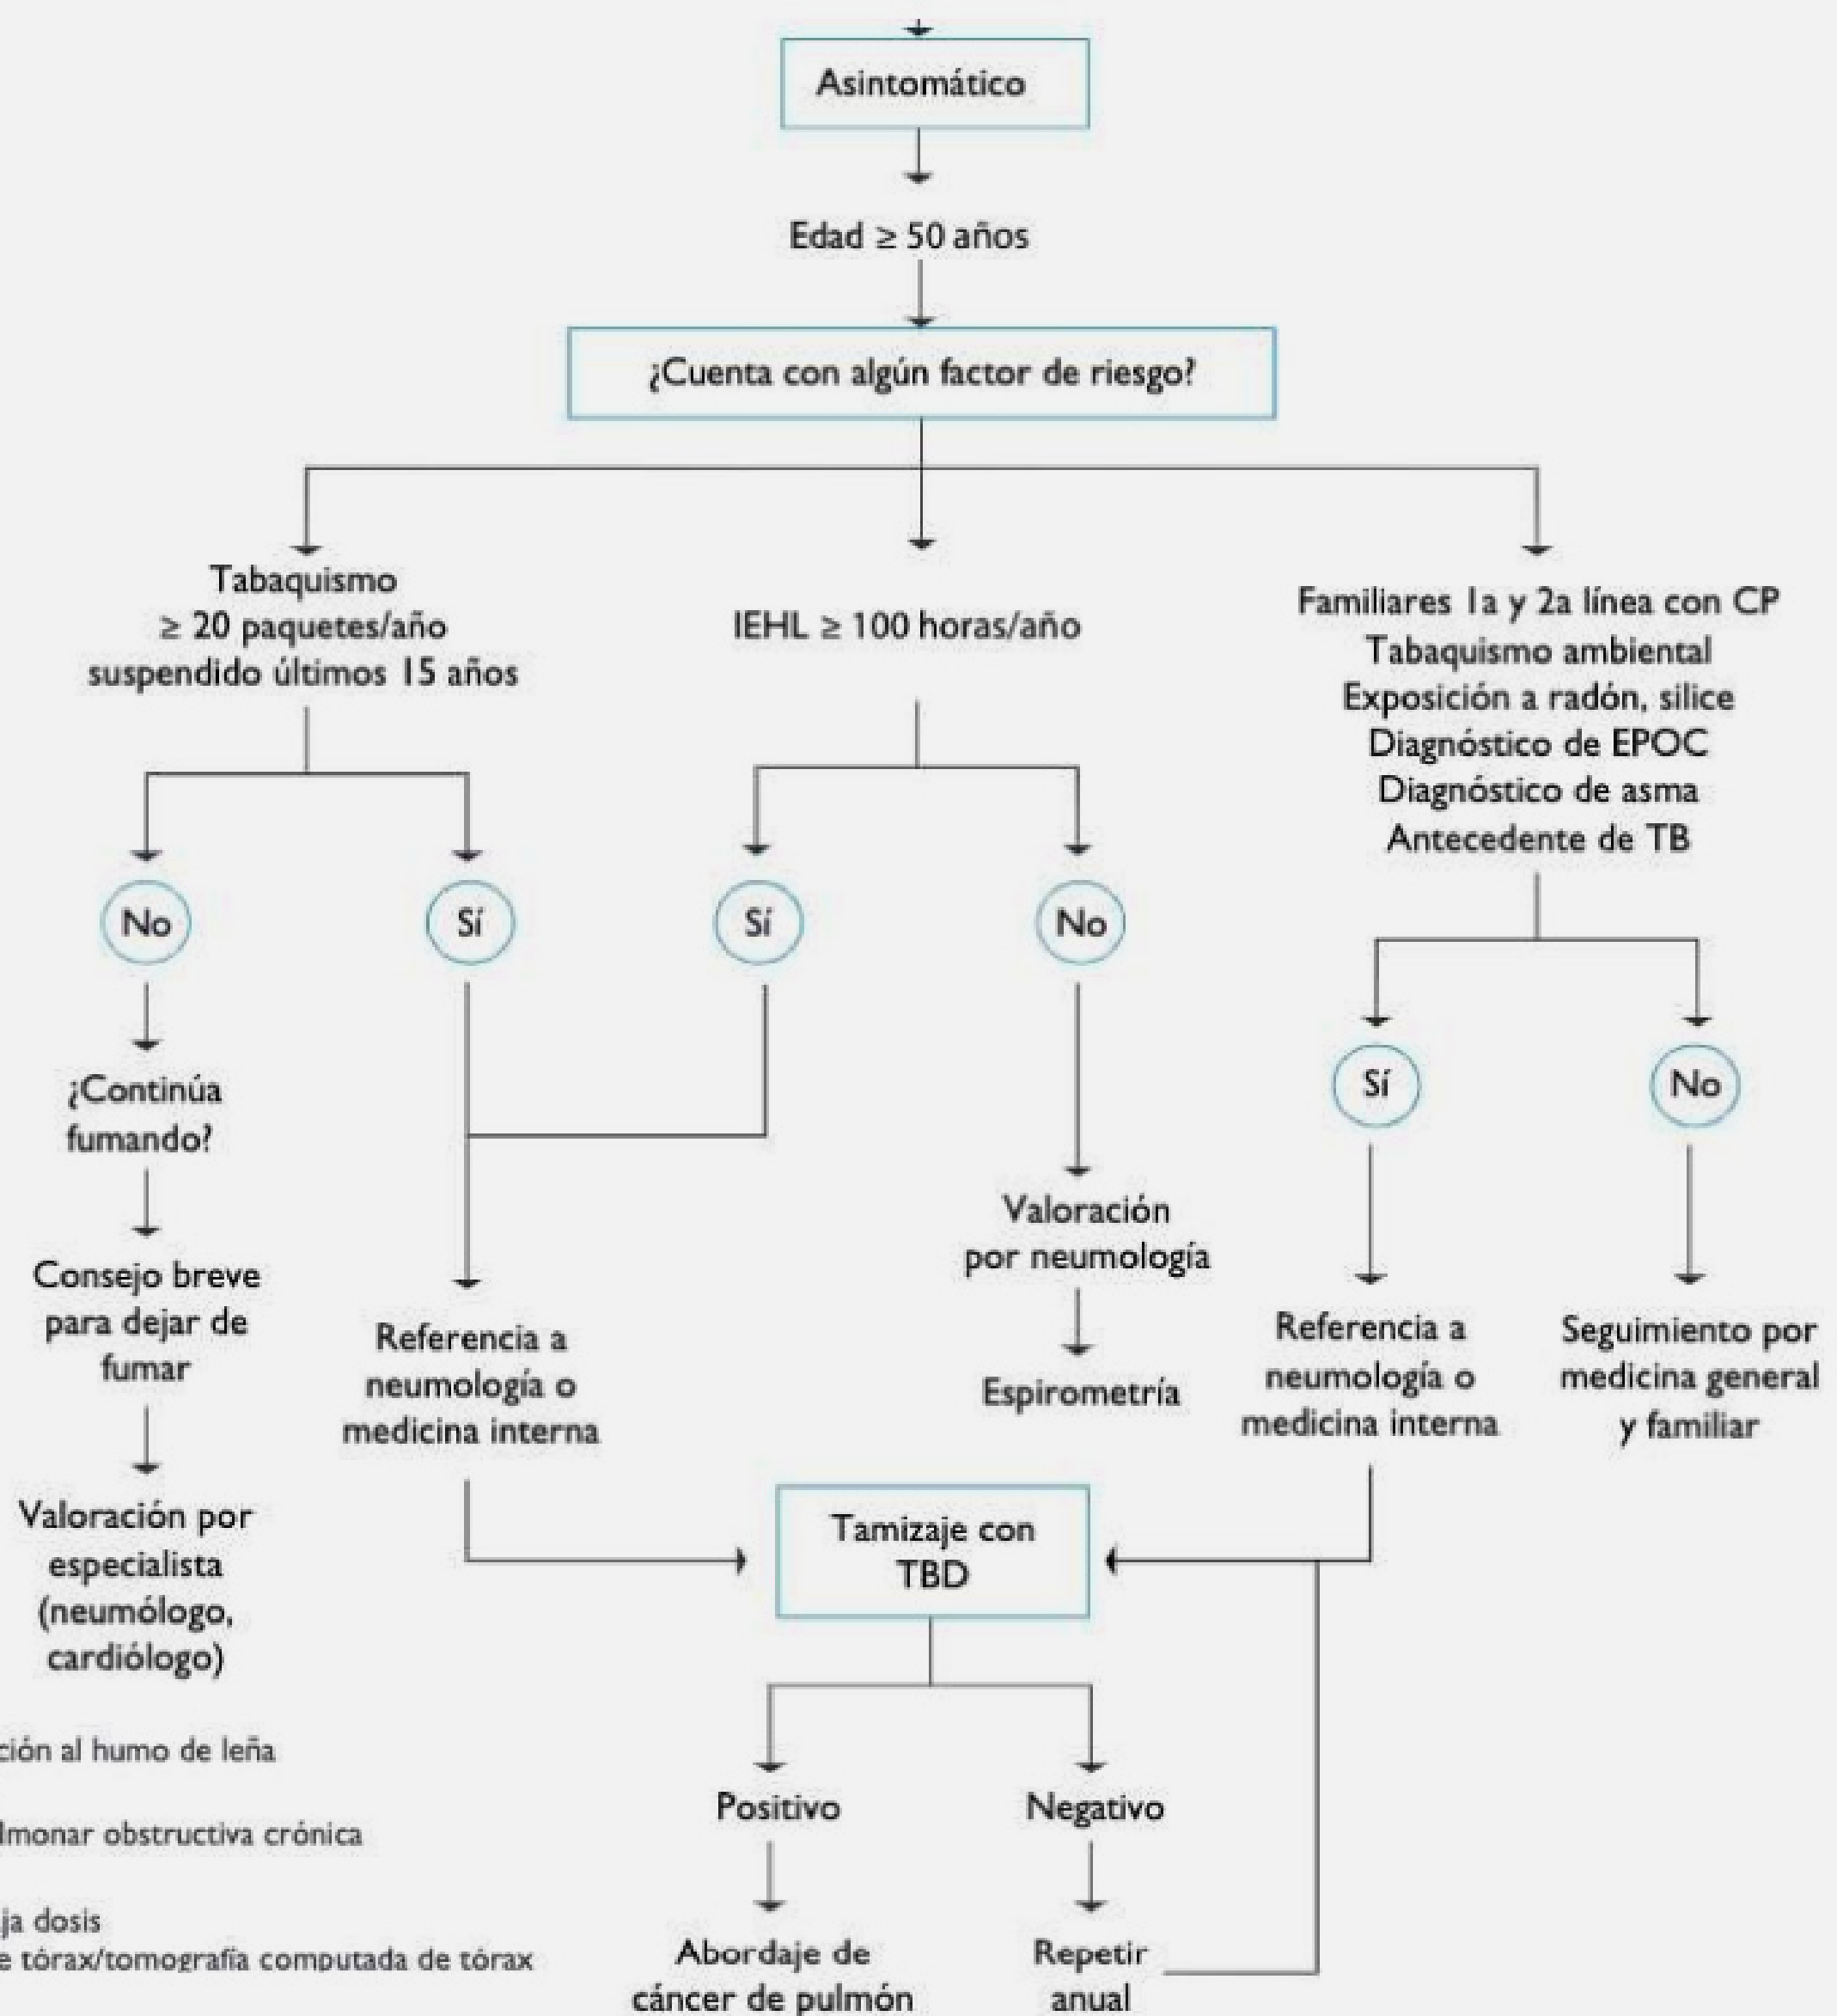 Asintomático
Edad ≥ 50 años
¿Cuenta con algún factor de riesgo?
Tabaquismo
≥ 20 paquetes/año
suspendido últimos 15 años
IEHL ≥ 100 horas/año
Familiares 1a y 2a línea con CP
Tabaquismo ambiental
Exposición a radón, silice
Diagnóstico de EPOC
Diagnóstico de asma
Antecedente de TB
No
Sí
Sí
No
Sí
No
¿Continúa
fumando?
Consejo breve
para dejar de
fumar
Valoración por
especialista
(neumólogo,
cardiólogo)
Referencia a
neumología o
medicina interna
Valoración
por neumología
Espirometría
Referencia a
neumología o
medicina interna
Seguimiento por
medicina general
y familiar
Tamizaje con
TBD
Positivo
Negativo
Abordaje de
cáncer de pulmón
Repetir
anual
ción al humo de leña
lmonar obstructiva crónica
ja dosis
e tórax/tomografía computada de tórax